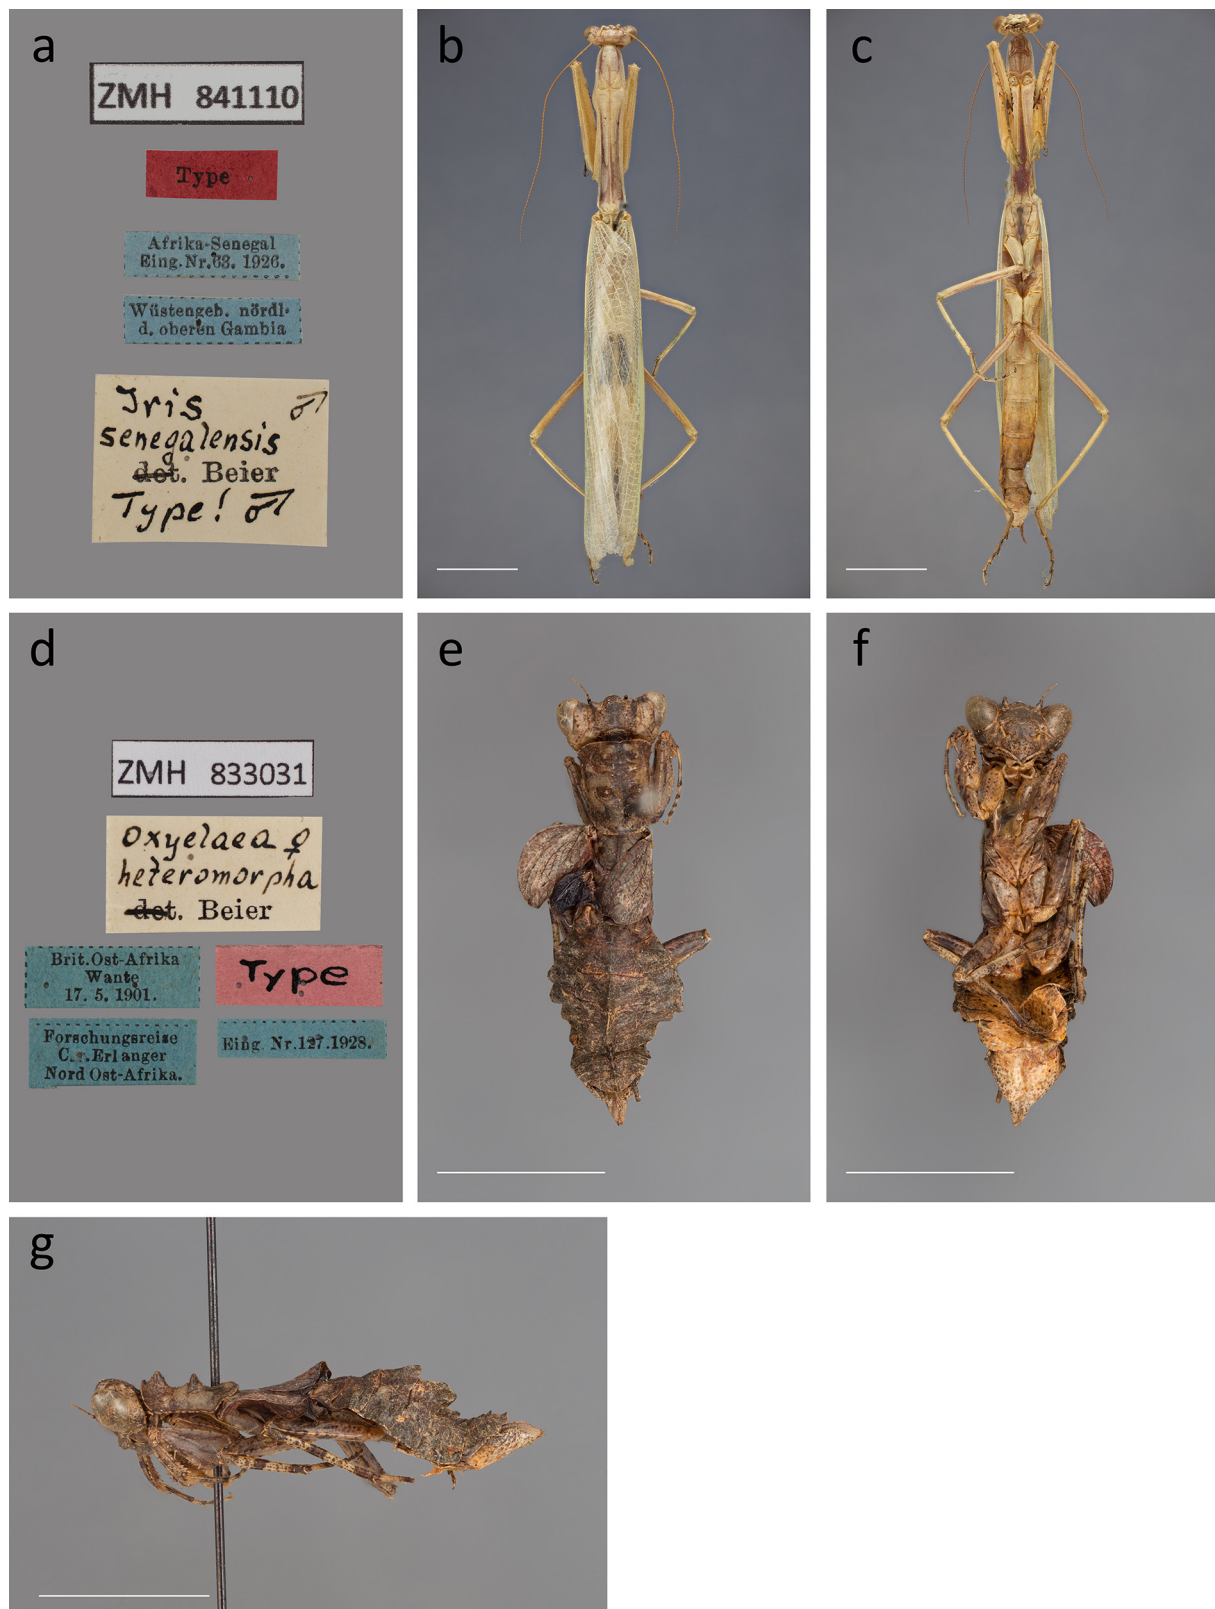 a
ZMH 841110
Type
Afrika-Senegal
Eing.Nr.63. 1926.
Wüstengeb. nördl.
d. oberen Gambia
Iris ♂
senegalensis
det. Beier
Type! ♂
b
c
d
ZMH 833031
Oxyelaea ♀
heteromorpha
det. Beier
Brit.Ost-Afrika
Wante
17. 5. 1901.
Type
Forschungsreise
C.v.Erlanger
Nord Ost-Afrika.
Eing. Nr.127.1928.
e
f
g